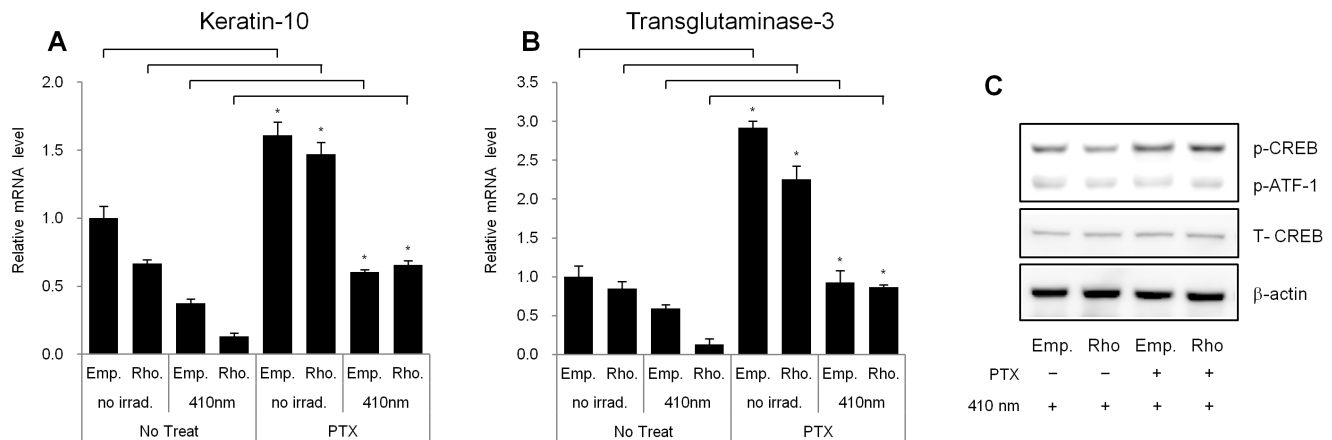 Keratin-10
Transglutaminase-3
A
B
C
Relative mRNA level
2.0
1.5
1.0
0.5
0.0
* * * *
Emp. Rho. Emp. Rho. Emp. Rho. Emp. Rho.
no irrad. 410nm no irrad. 410nm
No Treat PTX
Relative mRNA level
3.5
3.0
2.5
2.0
1.5
1.0
0.5
0.0
* * * *
Emp. Rho. Emp. Rho. Emp. Rho. Emp. Rho.
no irrad. 410nm no irrad. 410nm
No Treat PTX
p-CREB
p-ATF-1
T- CREB
β-actin
Emp. Rho Emp. Rho
PTX – – + +
410 nm + + + +